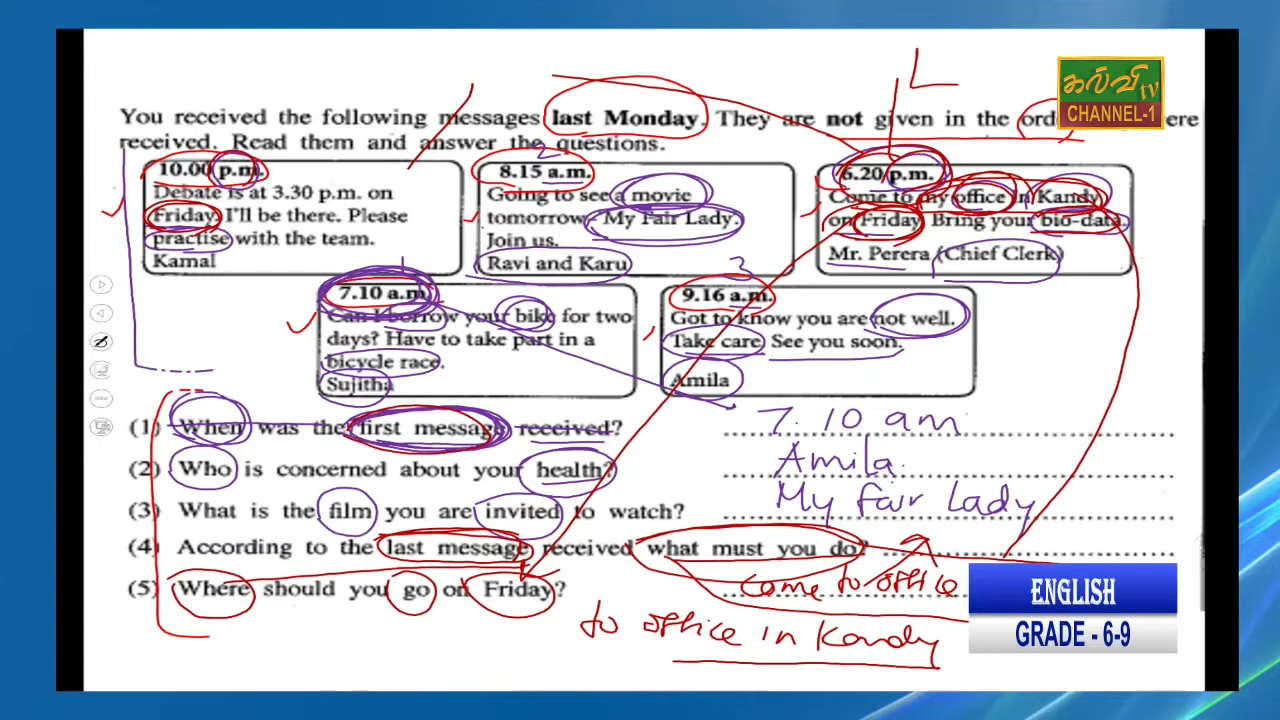 கல்வி tv
CHANNEL-1
You received the following messages last Monday. They are not given in the
received. Read them and answer the questions.
10.00 p.m.
Debate is at 3.30 p.m. on
Friday. I'll be there. Please
practise with the team.
Kamal
2
8.15 a.m.
Going to see a movie
tomorrow. My Fair Lady.
Join us.
Ravi and Karu
6.20 p.m.
Come to my office in Kandy
on Friday. Bring your bio-data.
Mr. Perera (Chief Clerk)
1
7.10 a.m.
Can I borrow your bike for two
days? Have to take part in a
bicycle race.
Sujitha
3
9.16 a.m.
Got to know you are not well.
Take care. See you soon.
Amila
(1) When was the first message received? 7.10 am
(2) Who is concerned about your health? Amila.
(3) What is the film you are invited to watch? My fair lady
(4) According to the last message received what must you do?
come to office
(5) Where should you go on Friday?
to office in Kandy
ENGLISH
GRADE - 6-9